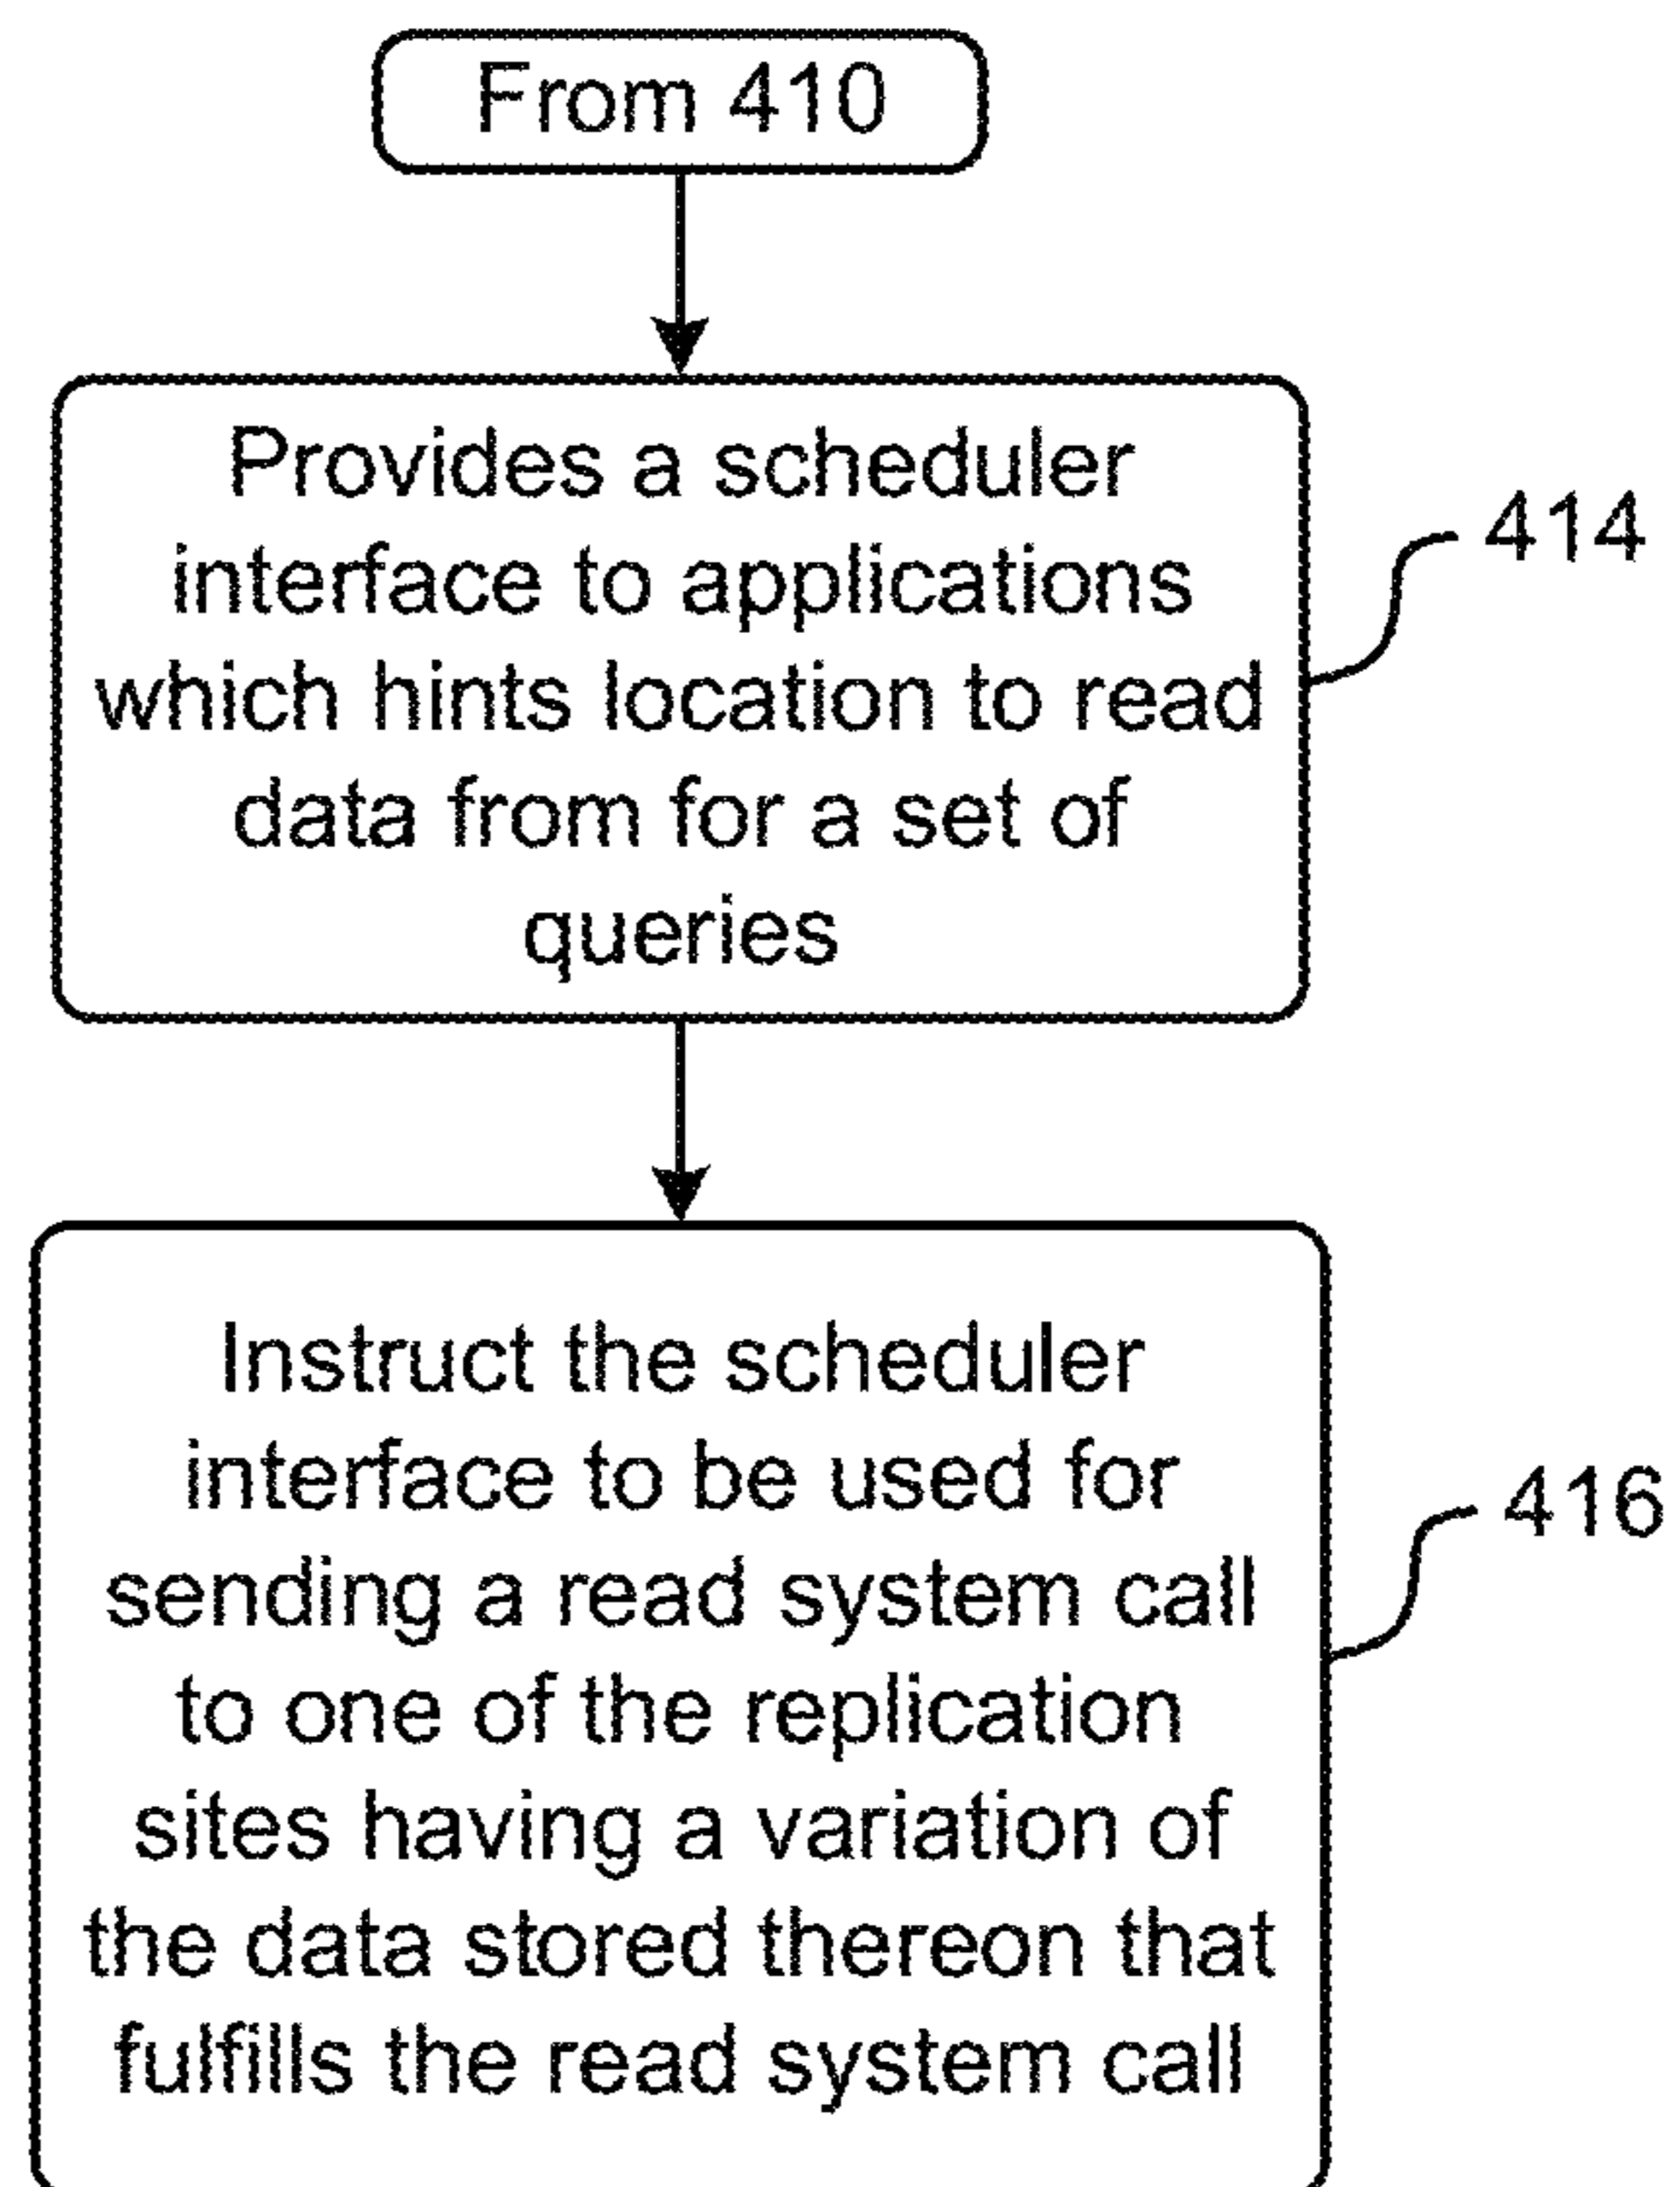 From 410
Provides a scheduler
interface to applications
which hints location to read
data from for a set of
queries
414
Instruct the scheduler
interface to be used for
sending a read system call
to one of the replication
sites having a variation of
the data stored thereon that
fulfills the read system call
416